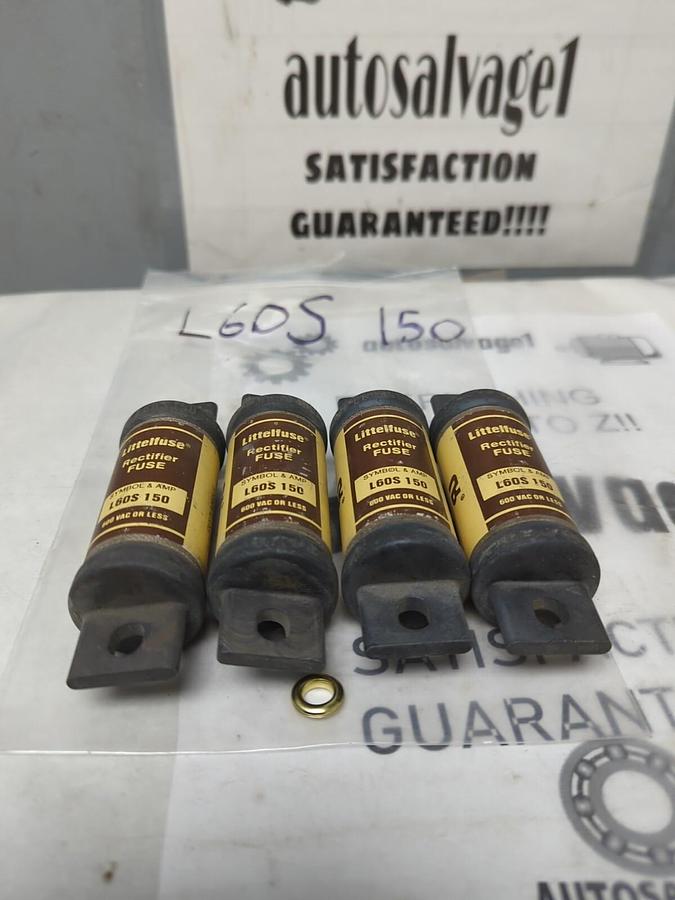 autosalvage1
SATISFACTION
GUARANTEED!!!!
L60S 150
autosalvage1
TO Z!!
Littelfuse®
Rectifier
FUSE
SYMBOL & AMP
L60S 150
600 VAC OR LESS
Littelfuse®
Rectifier
FUSE
SYMBOL & AMP
L60S 150
600 VAC OR LESS
Littelfuse®
Rectifier
FUSE
SYMBOL & AMP
L60S 150
600 VAC OR LESS
Littelfuse®
Rectifier
FUSE
SYMBOL & AMP
L60S 150
600 VAC OR LESS
GUARANT
AUTOSA